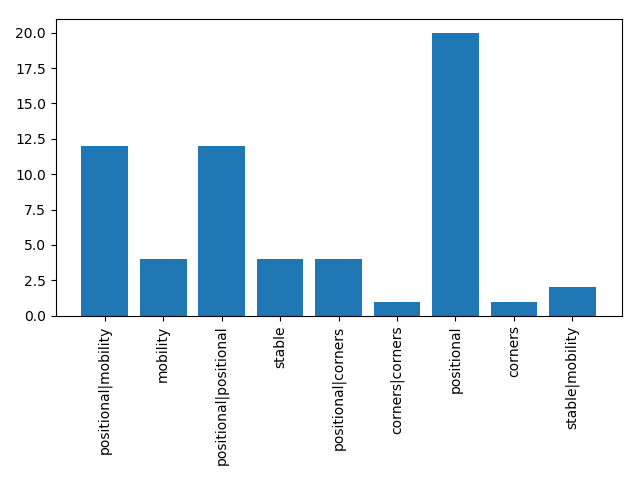 20.0
17.5
15.0
12.5
10.0
7.5
5.0
2.5
0.0
positional|mobility
mobility
positional|positional
stable
positional|corners
corners|corners
positional
corners
stable|mobility